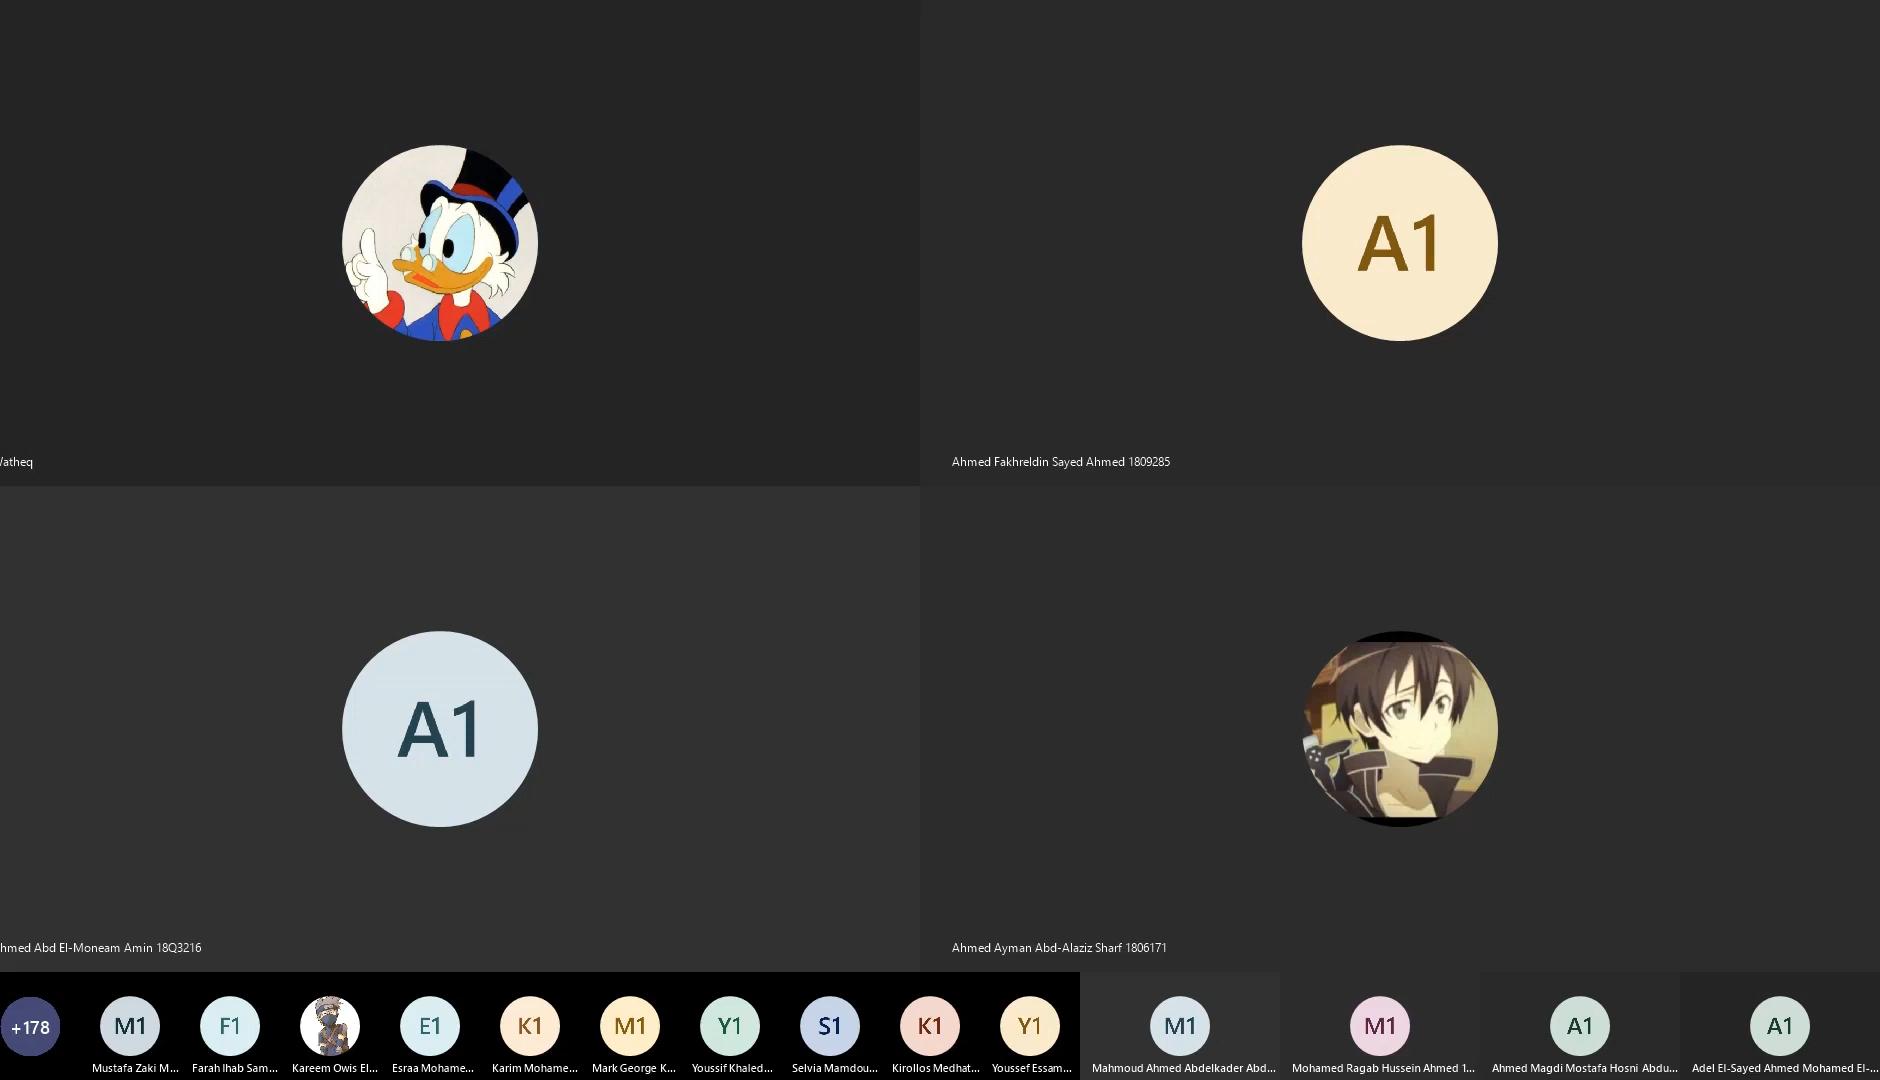 A1
/atheq
Ahmed Fakhreldin Sayed Ahmed 1809285
A1
hmed Abd El-Moneam Amin 18Q3216
Ahmed Ayman Abd-Alaziz Sharf 1806171
+178
M1
F1
E1
K1
M1
Y1
S1
K1
Y1
M1
M1
A1
A1
Mustafa Zaki M...
Farah Ihab Sam...
Kareem Owis El...
Esraa Mohame...
Karim Mohame...
Mark George K...
Youssif Khaled...
Selvia Mamdou...
Kirollos Medhat...
Youssef Essam...
Mahmoud Ahmed Abdelkader Abd...
Mohamed Ragab Hussein Ahmed 1...
Ahmed Magdi Mostafa Hosni Abdu...
Adel El-Sayed Ahmed Mohamed El-...